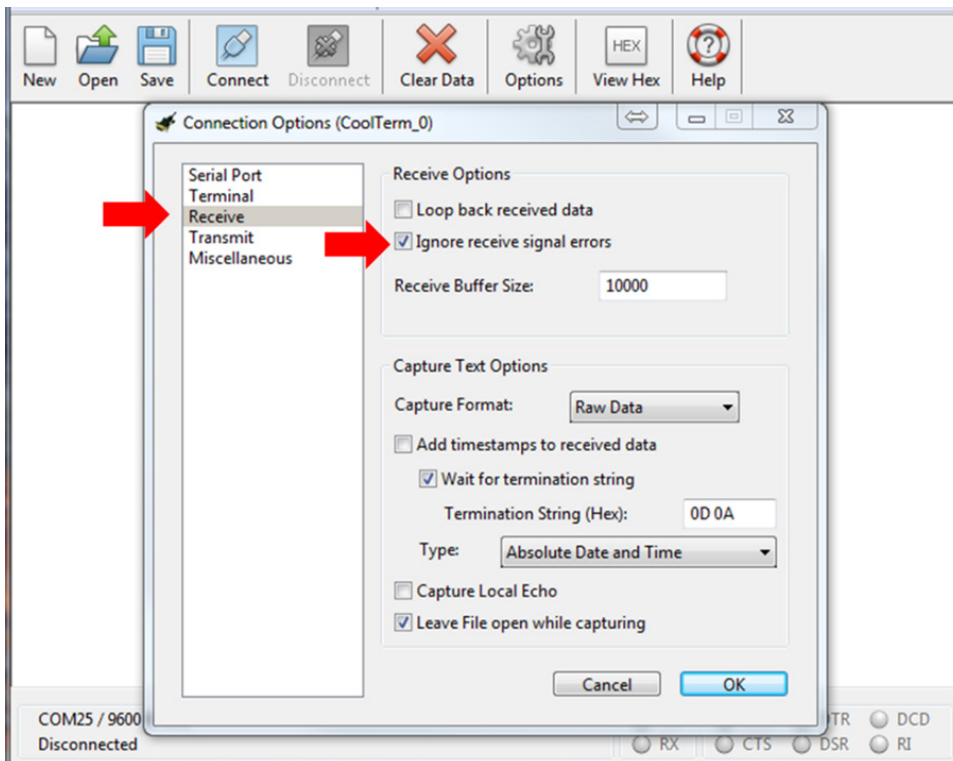 New Open Save Connect Disconnect Clear Data Options HEX View Hex Help
Connection Options (CoolTerm_0)
Serial Port
Terminal
Receive
Transmit
Miscellaneous
Receive Options
Loop back received data
Ignore receive signal errors
Receive Buffer Size: 10000
Capture Text Options
Capture Format: Raw Data
Add timestamps to received data
Wait for termination string
Termination String (Hex): 0D 0A
Type: Absolute Date and Time
Capture Local Echo
Leave File open while capturing
Cancel OK
COM25 / 9600 DTR DCD
Disconnected RX CTS DSR RI